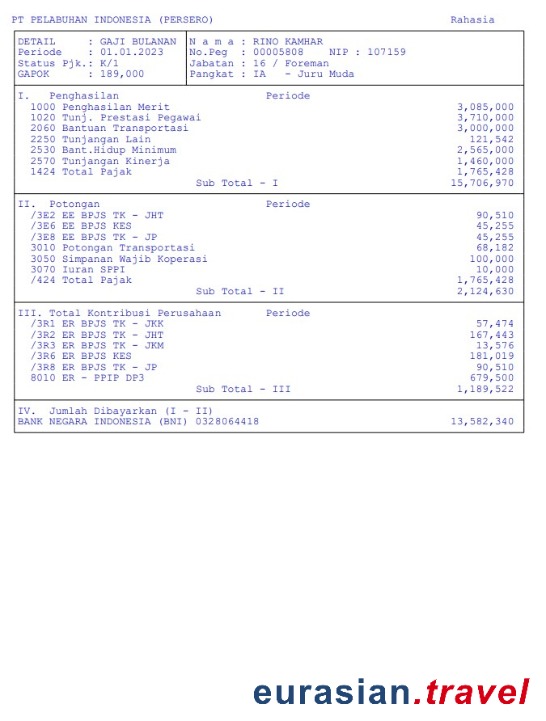 PT PELABUHAN INDONESIA (PERSERO) Rahasia
DETAIL : GAJI BULANAN N a m a : RINO KAMHAR
Periode : 01.01.2023 No.Peg : 00005808 NIP : 107159
Status Pjk.: K/1 Jabatan : 16 / Foreman
GAPOK : 189,000 Pangkat : IA - Juru Muda
I. Penghasilan Periode
1000 Penghasilan Merit 3,085,000
1020 Tunj. Prestasi Pegawai 3,710,000
2060 Bantuan Transportasi 3,000,000
2250 Tunjangan Lain 121,542
2530 Bant.Hidup Minimum 2,565,000
2570 Tunjangan Kinerja 1,460,000
1424 Total Pajak 1,765,428
Sub Total - I 15,706,970
II. Potongan Periode
/3E2 EE BPJS TK - JHT 90,510
/3E6 EE BPJS KES 45,255
/3E8 EE BPJS TK - JP 45,255
3010 Potongan Transportasi 68,182
3050 Simpanan Wajib Koperasi 100,000
3070 Iuran SPPI 10,000
/424 Total Pajak 1,765,428
Sub Total - II 2,124,630
III. Total Kontribusi Perusahaan Periode
/3R1 ER BPJS TK - JKK 57,474
/3R2 ER BPJS TK - JHT 167,443
/3R3 ER BPJS TK - JKM 13,576
/3R6 ER BPJS KES 181,019
/3R8 ER BPJS TK - JP 90,510
8010 ER - PPIP DP3 679,500
Sub Total - III 1,189,522
IV. Jumlah Dibayarkan (I - II)
BANK NEGARA INDONESIA (BNI) 0328064418 13,582,340
eurasian.travel